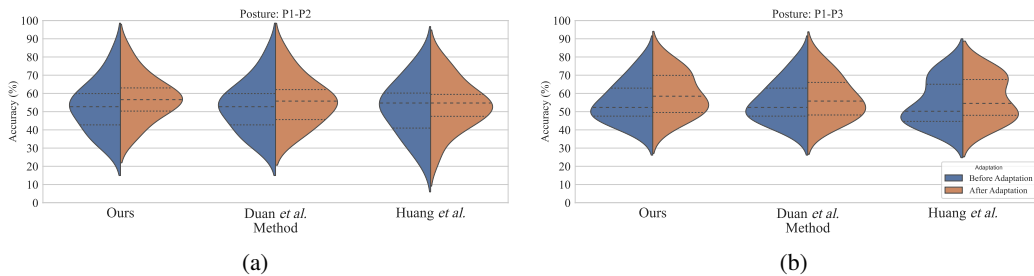 Posture: P1-P2
100
90
80
70
60
50
40
30
20
10
0
Accuracy (%)
Ours
Duan et al.
Huang et al.
Method
(a)
Posture: P1-P3
100
90
80
70
60
50
40
30
20
10
0
Accuracy (%)
Adaptation
Before Adaptation
After Adaptation
Ours
Duan et al.
Huang et al.
Method
(b)